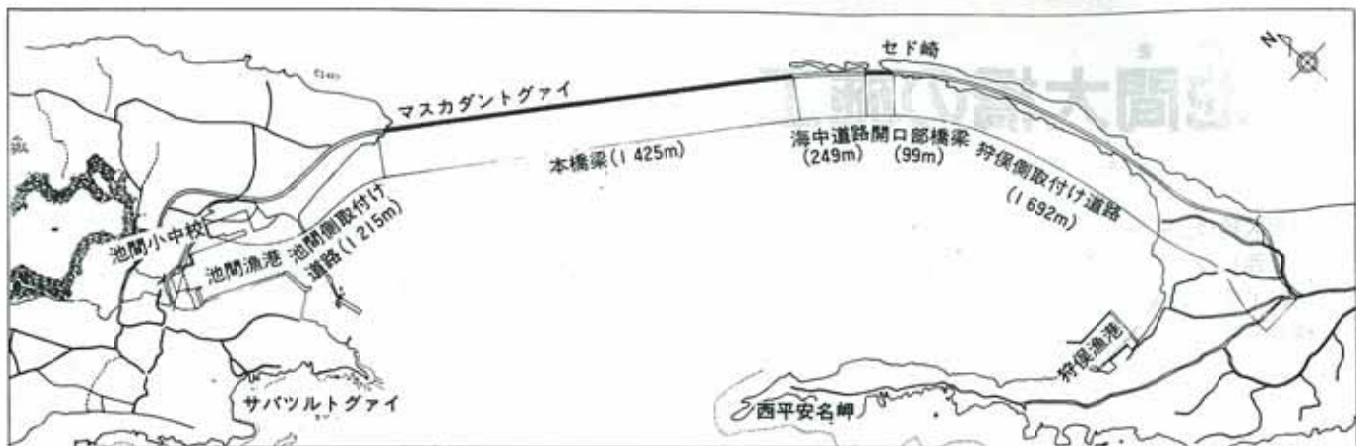 セド崎
N
マスカダントグァイ
本橋梁(1 425m)
海中道路
(249m)
開口部橋梁
(99m)
狩俣側取付け道路
(1 692m)
池間小中校
池間漁港
池間側取付け
道路(1 215m)
狩俣漁港
サバツルトグァイ
西平安名岬